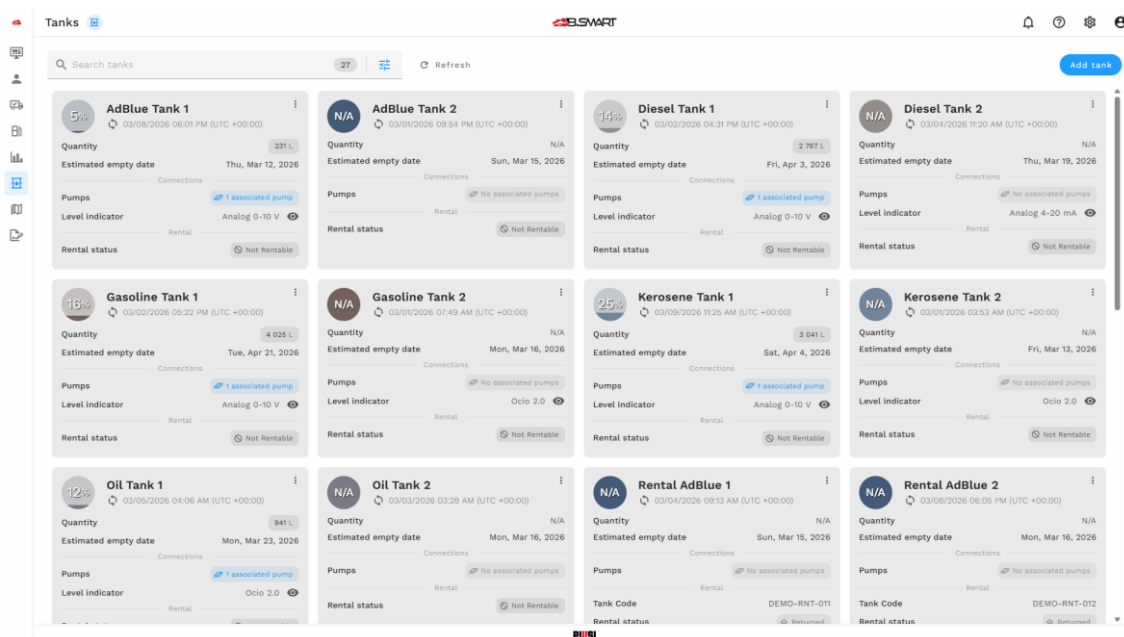 Tanks
B.SMART
Search tanks
27
Refresh
Add tank
5%
AdBlue Tank 1
03/08/2026 06:01 PM (UTC +00:00)
Quantity
231 L
Estimated empty date
Thu, Mar 12, 2026
Connections
Pumps
1 associated pump
Level indicator
Analog 0-10 V
Rental
Rental status
Not Rentable
N/A
AdBlue Tank 2
03/01/2026 09:54 PM (UTC +00:00)
Quantity
N/A
Estimated empty date
Sun, Mar 15, 2026
Connections
Pumps
No associated pumps
Rental
Rental status
Not Rentable
14%
Diesel Tank 1
03/02/2026 04:31 PM (UTC +00:00)
Quantity
2 767 L
Estimated empty date
Fri, Apr 3, 2026
Connections
Pumps
1 associated pump
Level indicator
Analog 0-10 V
Rental
Rental status
Not Rentable
N/A
Diesel Tank 2
03/04/2026 11:20 AM (UTC +00:00)
Quantity
N/A
Estimated empty date
Thu, Mar 19, 2026
Connections
Pumps
No associated pumps
Level indicator
Analog 4-20 mA
Rental
Rental status
Not Rentable
16%
Gasoline Tank 1
03/02/2026 05:22 PM (UTC +00:00)
Quantity
4 025 L
Estimated empty date
Tue, Apr 21, 2026
Connections
Pumps
1 associated pump
Level indicator
Analog 0-10 V
Rental
Rental status
Not Rentable
N/A
Gasoline Tank 2
03/01/2026 07:49 AM (UTC +00:00)
Quantity
N/A
Estimated empty date
Mon, Mar 16, 2026
Connections
Pumps
No associated pumps
Level indicator
Ocio 2.0
Rental
Rental status
Not Rentable
25%
Kerosene Tank 1
03/09/2026 11:25 AM (UTC +00:00)
Quantity
3 041 L
Estimated empty date
Sat, Apr 4, 2026
Connections
Pumps
1 associated pump
Level indicator
Analog 0-10 V
Rental
Rental status
Not Rentable
N/A
Kerosene Tank 2
03/01/2026 03:53 AM (UTC +00:00)
Quantity
N/A
Estimated empty date
Fri, Mar 13, 2026
Connections
Pumps
No associated pumps
Level indicator
Ocio 2.0
Rental
Rental status
Not Rentable
12%
Oil Tank 1
03/05/2026 04:06 AM (UTC +00:00)
Quantity
941 L
Estimated empty date
Mon, Mar 23, 2026
Connections
Pumps
1 associated pump
Level indicator
Ocio 2.0
Rental
N/A
Oil Tank 2
03/03/2026 03:28 AM (UTC +00:00)
Quantity
N/A
Estimated empty date
Mon, Mar 16, 2026
Connections
Pumps
No associated pumps
Rental
Rental status
Not Rentable
N/A
Rental AdBlue 1
03/04/2026 09:13 AM (UTC +00:00)
Quantity
N/A
Estimated empty date
Sun, Mar 15, 2026
Connections
Pumps
No associated pumps
Rental
Tank Code
DEMO-RNT-011
Rental status
Returned
N/A
Rental AdBlue 2
03/08/2026 06:05 PM (UTC +00:00)
Quantity
N/A
Estimated empty date
Mon, Mar 16, 2026
Connections
Pumps
No associated pumps
Rental
Tank Code
DEMO-RNT-012
Rental status
Returned
PIUSI